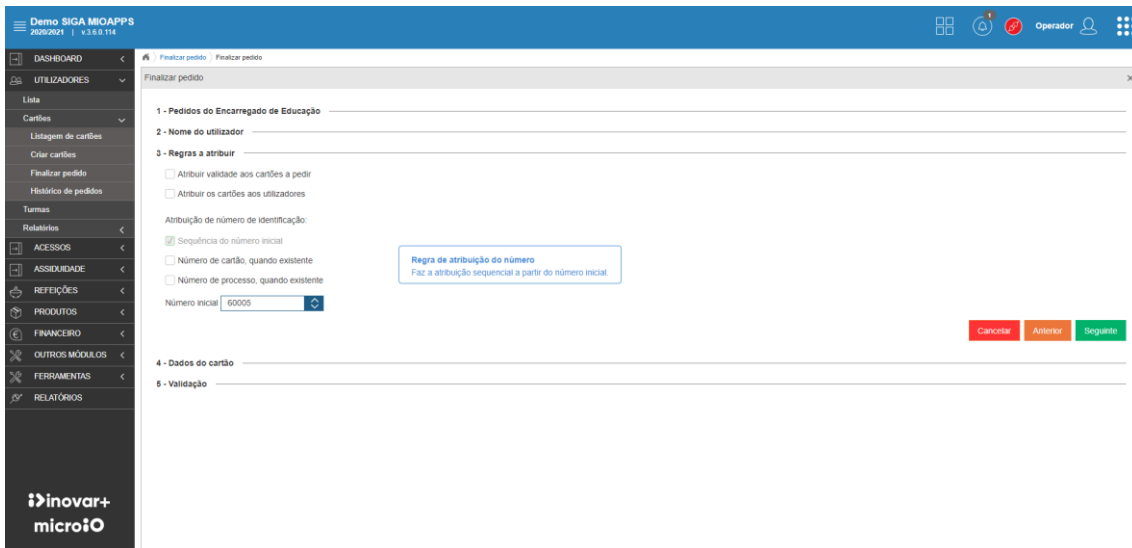 Demo SIGA MIOAPPS
2020/2021 | v.3.6.0.114
1
Operador
DASHBOARD
UTILIZADORES
Lista
Cartões
Listagem de cartões
Criar cartões
Finalizar pedido
Histórico de pedidos
Turmas
Relatórios
ACESSOS
ASSIDUIDADE
REFEIÇÕES
PRODUTOS
FINANCEIRO
OUTROS MÓDULOS
FERRAMENTAS
RELATÓRIOS
inovar+
microiO
Finalizar pedido Finalizar pedido
Finalizar pedido
1 - Pedidos do Encarregado de Educação
2 - Nome do utilizador
3 - Regras a atribuir
Atribuir validade aos cartões a pedir
Atribuir os cartões aos utilizadores
Atribuição de número de identificação:
Sequência do número inicial
Número de cartão, quando existente
Número de processo, quando existente
Número inicial 60005
Regra de atribuição do número
Faz a atribuição sequencial a partir do número inicial
Cancelar Anterior Seguinte
4 - Dados do cartão
5 - Validação